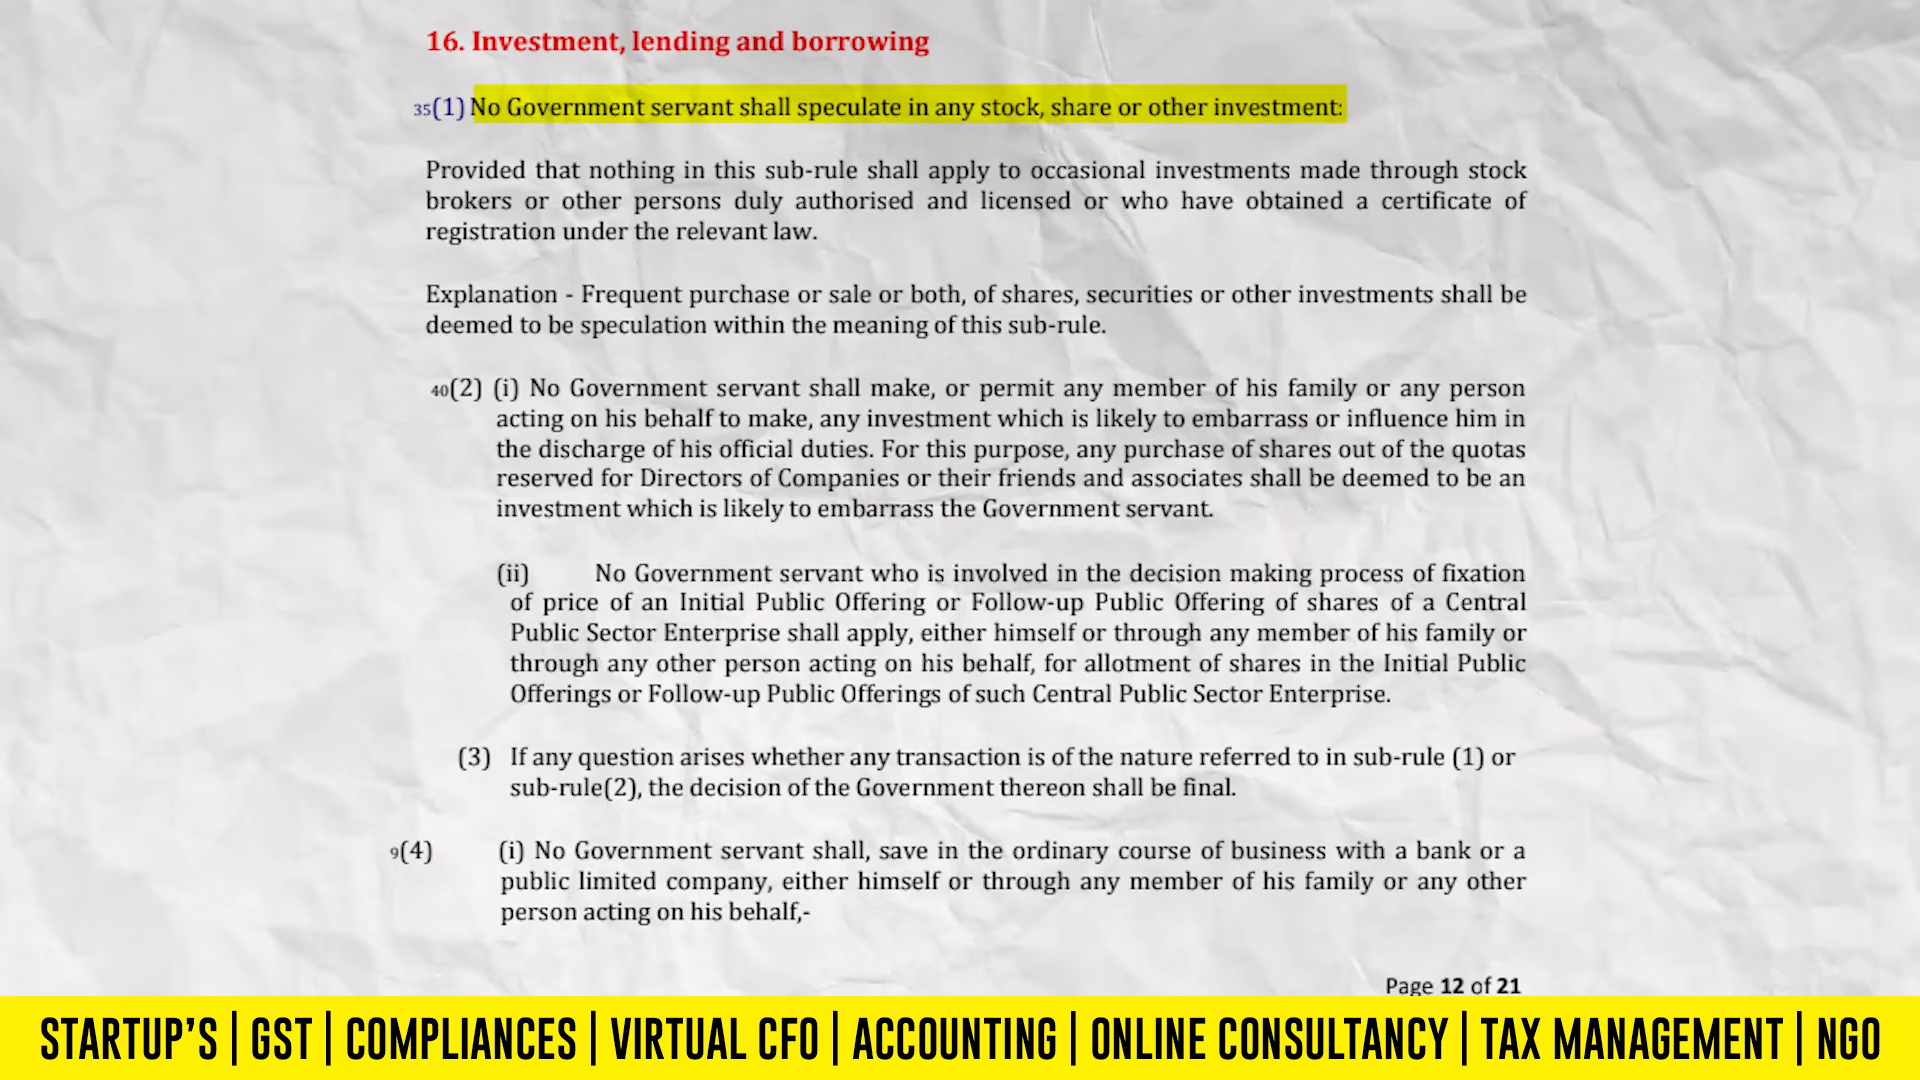 16. Investment, lending and borrowing
35(1) No Government servant shall speculate in any stock, share or other investment:
Provided that nothing in this sub-rule shall apply to occasional investments made through stock
brokers or other persons duly authorised and licensed or who have obtained a certificate of
registration under the relevant law.
Explanation - Frequent purchase or sale or both, of shares, securities or other investments shall be
deemed to be speculation within the meaning of this sub-rule.
40(2) (i) No Government servant shall make, or permit any member of his family or any person
acting on his behalf to make, any investment which is likely to embarrass or influence him in
the discharge of his official duties. For this purpose, any purchase of shares out of the quotas
reserved for Directors of Companies or their friends and associates shall be deemed to be an
investment which is likely to embarrass the Government servant.
(ii) No Government servant who is involved in the decision making process of fixation
of price of an Initial Public Offering or Follow-up Public Offering of shares of a Central
Public Sector Enterprise shall apply, either himself or through any member of his family or
through any other person acting on his behalf, for allotment of shares in the Initial Public
Offerings or Follow-up Public Offerings of such Central Public Sector Enterprise.
(3) If any question arises whether any transaction is of the nature referred to in sub-rule (1) or
sub-rule(2), the decision of the Government thereon shall be final.
9(4) (i) No Government servant shall, save in the ordinary course of business with a bank or a
public limited company, either himself or through any member of his family or any other
person acting on his behalf,-
Page 12 of 21
STARTUP'S | GST | COMPLIANCES | VIRTUAL CFO | ACCOUNTING | ONLINE CONSULTANCY | TAX MANAGEMENT | NGO